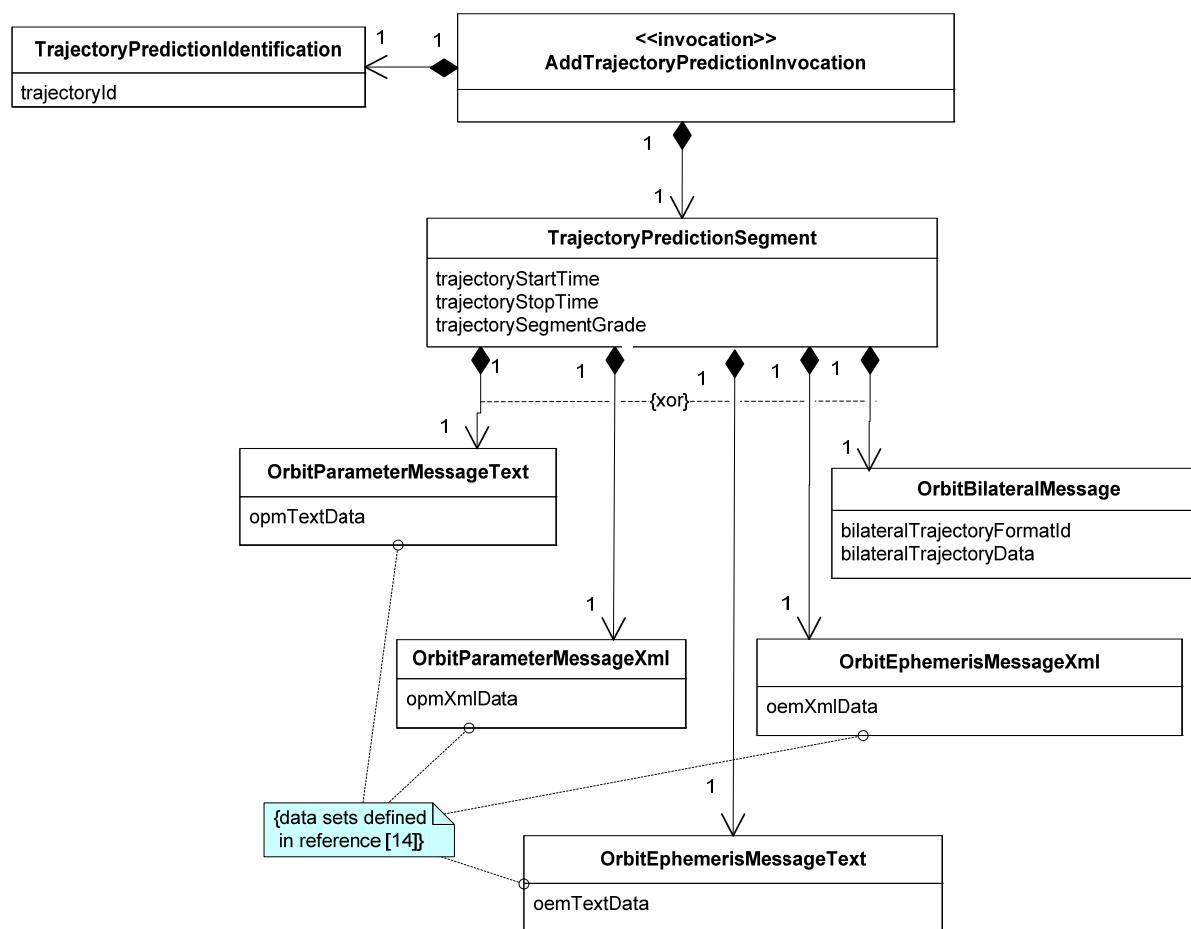 TrajectoryPredictionIdentification
trajectoryId
1
1
<<invocation>>
AddTrajectoryPredictionInvocation
1
1
TrajectoryPredictionSegment
trajectoryStartTime
trajectoryStopTime
trajectorySegmentGrade
1
1
1
1
1
{xor}
1
1
OrbitParameterMessageText
opmTextData
OrbitBilateralMessage
bilateralTrajectoryFormatId
bilateralTrajectoryData
1
1
OrbitParameterMessageXml
opmXmlData
OrbitEphemerisMessageXml
oemXmlData
1
{data sets defined
in reference [14]}
OrbitEphemerisMessageText
oemTextData